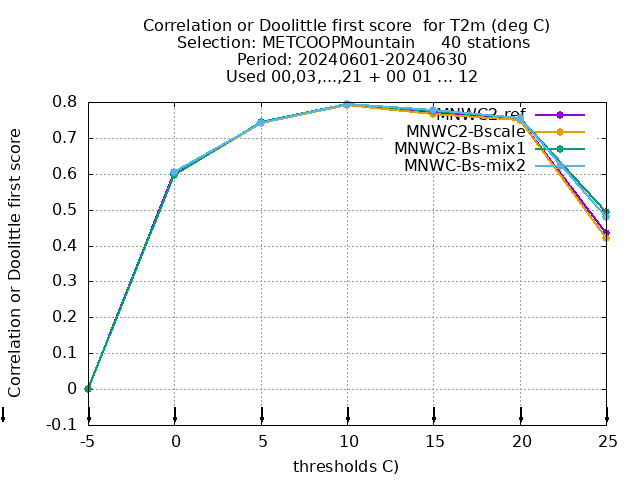 Correlation or Doolittle first score  for T2m (deg C)
Selection: METCOOPMountain     40 stations
Period: 20240601-20240630
Used 00,03,...,21 + 00 01 ... 12
Correlation or Doolittle first score
0.8
0.7
0.6
0.5
0.4
0.3
0.2
0.1
0
-0.1
MNWC2-ref
MNWC2-Bscale
MNWC2-Bs-mix1
MNWC-Bs-mix2
-5 0 5 10 15 20 25
thresholds C)